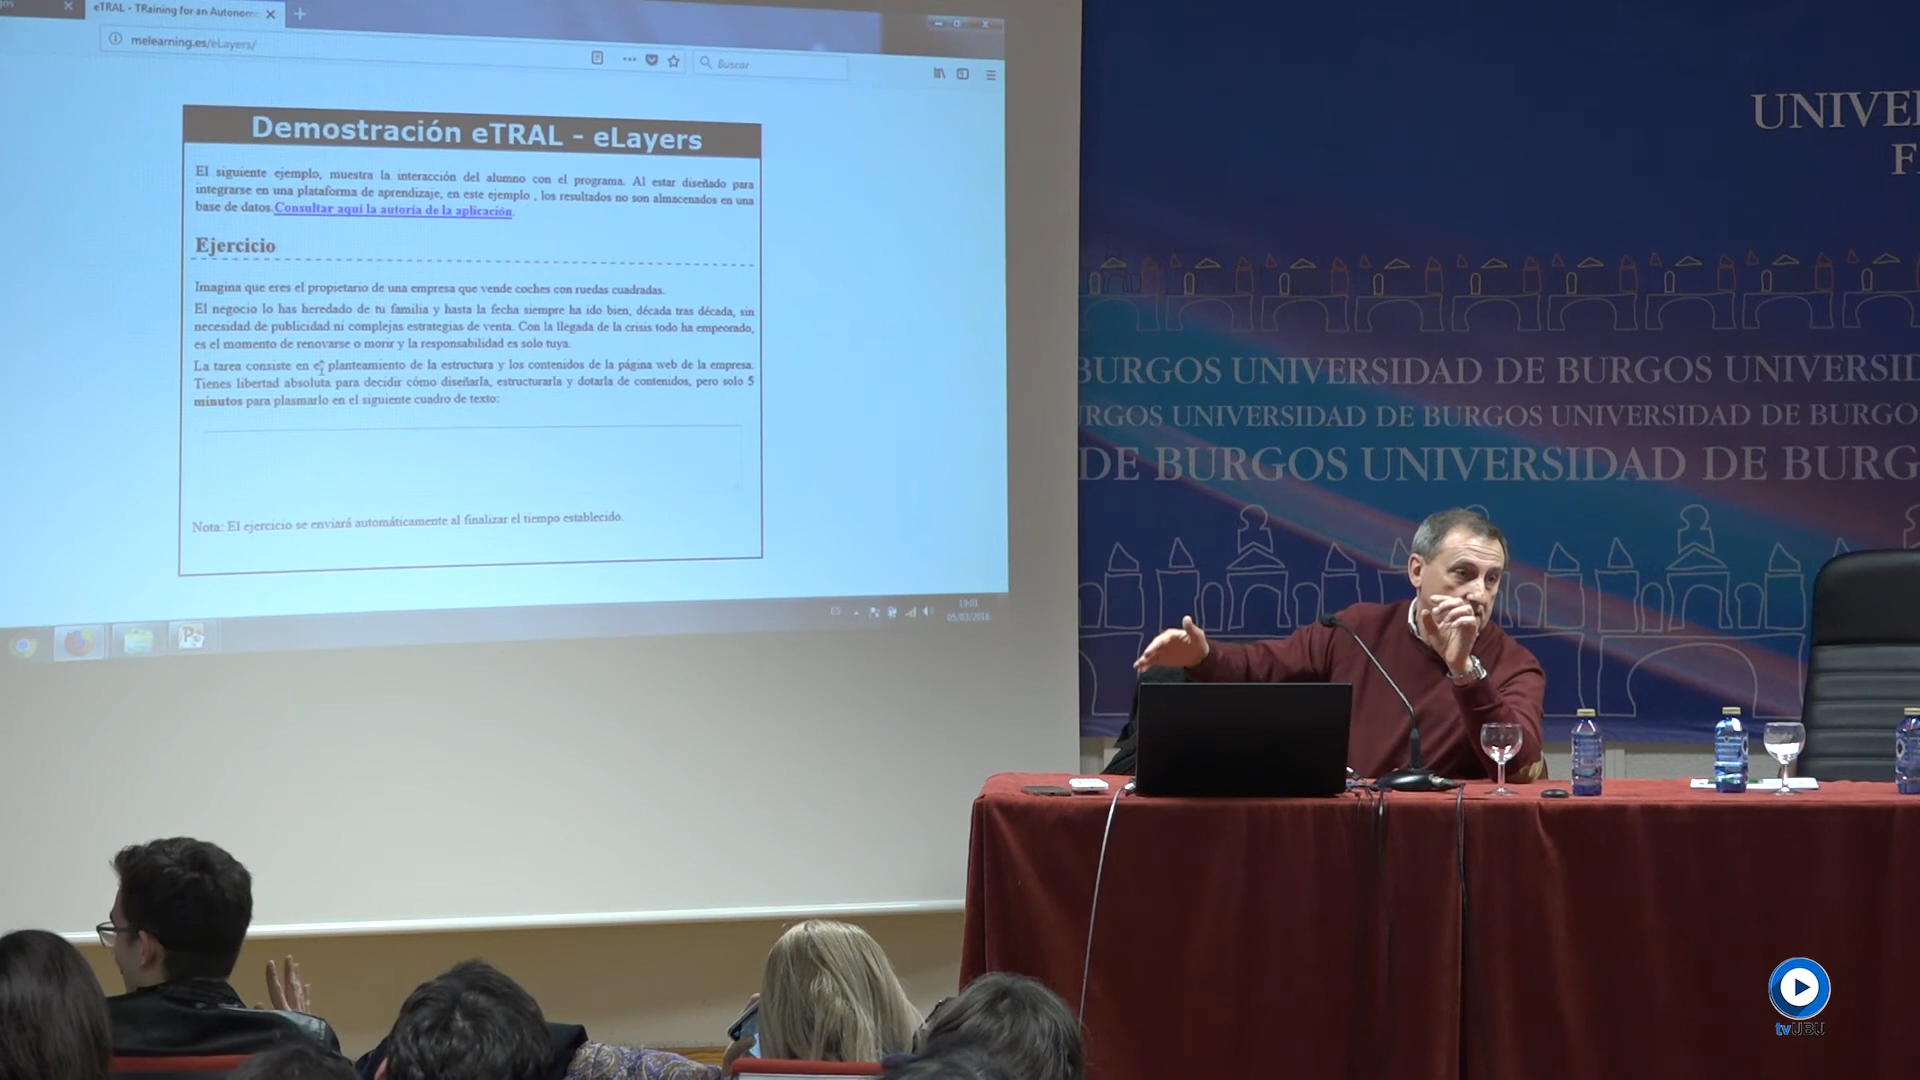 eTRAL - TRaining for an Autonom
melearning.es/eLayers/
Buscar
Demostración eTRAL - eLayers
El siguiente ejemplo, muestra la interacción del alumno con el programa. Al estar diseñado para
integrarse en una plataforma de aprendizaje, en este ejemplo , los resultados no son almacenados en una
base de datos.Consultar aquí la autoría de la aplicación.
Ejercicio
Imagina que eres el propietario de una empresa que vende coches con ruedas cuadradas.
El negocio lo has heredado de tu familia y hasta la fecha siempre ha ido bien, década tras década, sin
necesidad de publicidad ni complejas estrategias de venta. Con la llegada de la crisis todo ha empeorado,
es el momento de renovarse o morir y la responsabilidad es solo tuya.
La tarea consiste en el planteamiento de la estructura y los contenidos de la página web de la empresa.
Tienes libertad absoluta para decidir cómo diseñarla, estructurarla y dotarla de contenidos, pero solo 5
minutos para plasmarlo en el siguiente cuadro de texto:
Nota: El ejercicio se enviará automáticamente al finalizar el tiempo establecido.
ES
19:01
05/03/2018
UNIVE
F
BURGOS UNIVERSIDAD DE BURGOS UNIVERSID
RGOS UNIVERSIDAD DE BURGOS UNIVERSIDAD DE BURGO
DE BURGOS UNIVERSIDAD DE BURG
tvUBU